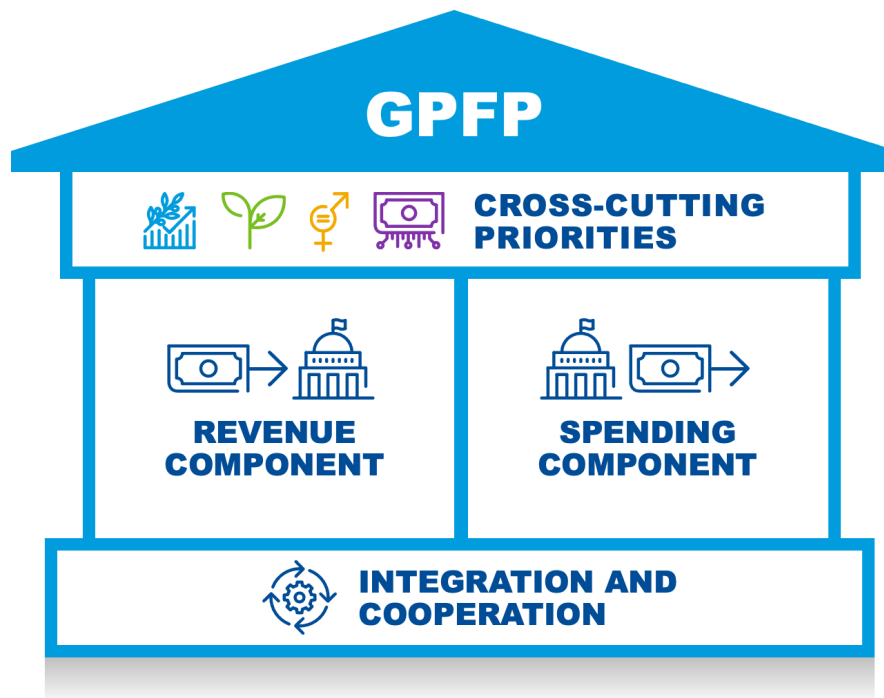 GPFP
CROSS-CUTTING
PRIORITIES
REVENUE
COMPONENT
SPENDING
COMPONENT
INTEGRATION AND
COOPERATION